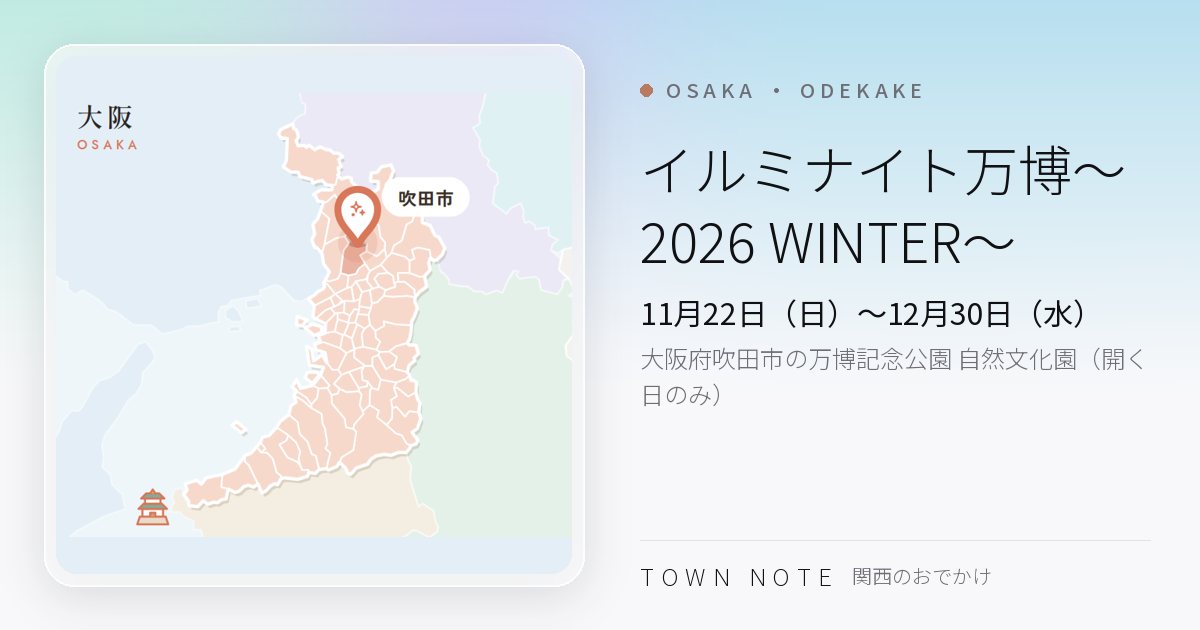 大阪
OSAKA
吹田市
OSAKA・ODEKAKE
イルミナイト万博〜
2026 WINTER〜
11月22日（日）〜12月30日（水）
大阪府吹田市の万博記念公園 自然文化園（開く
日のみ）
TOWN NOTE 関西のおでかけ